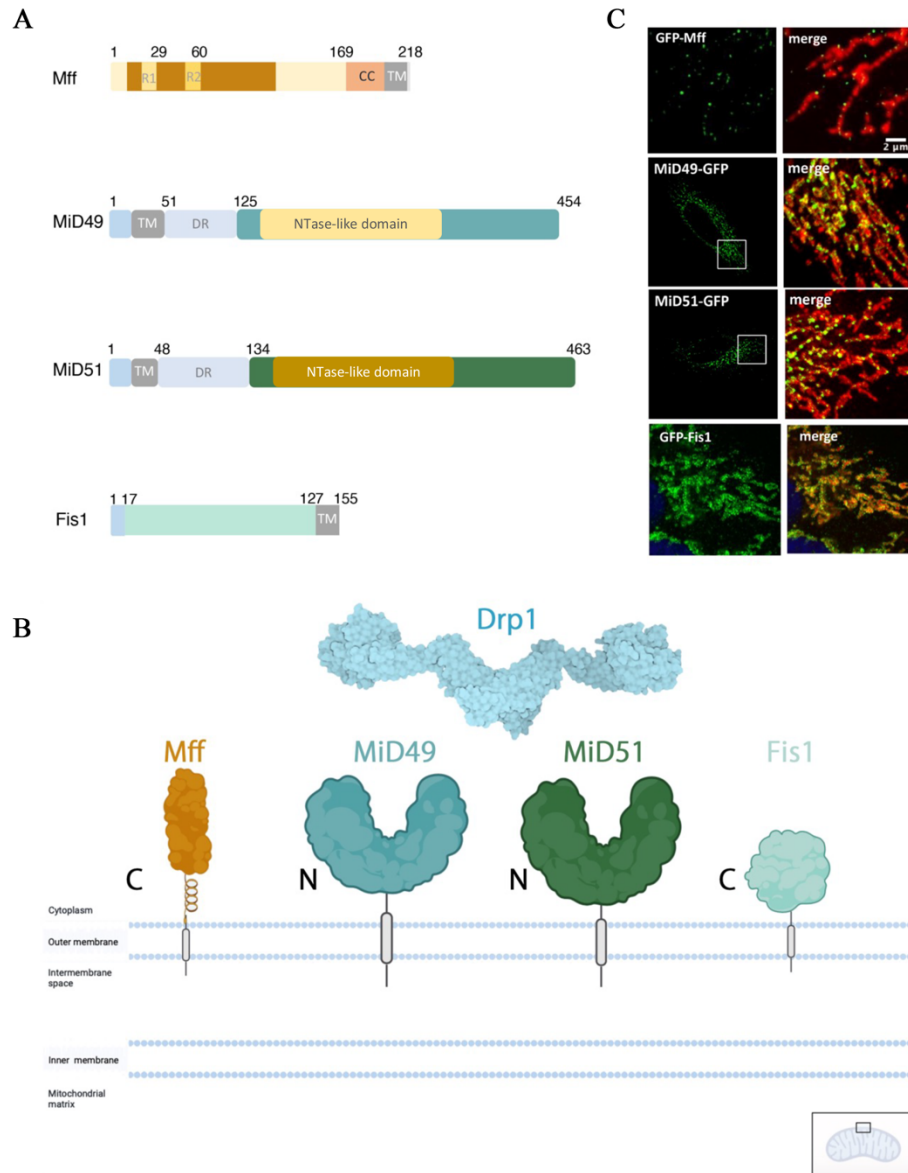 A
1 29 60 169 218
Mff R1 R2 CC TM
1 51 125 454
MiD49 TM DR NTase-like domain
1 48 134 463
MiD51 TM DR NTase-like domain
1 17 127 155
Fis1 TM
C
GFP-Mff merge
2 μm
MiD49-GFP merge
MiD51-GFP merge
GFP-Fis1 merge
B
Drp1
Mff MiD49 MiD51 Fis1
C N N C
Cytoplasm
Outer membrane
Intermembrane
space
Inner membrane
Mitochondrial
matrix